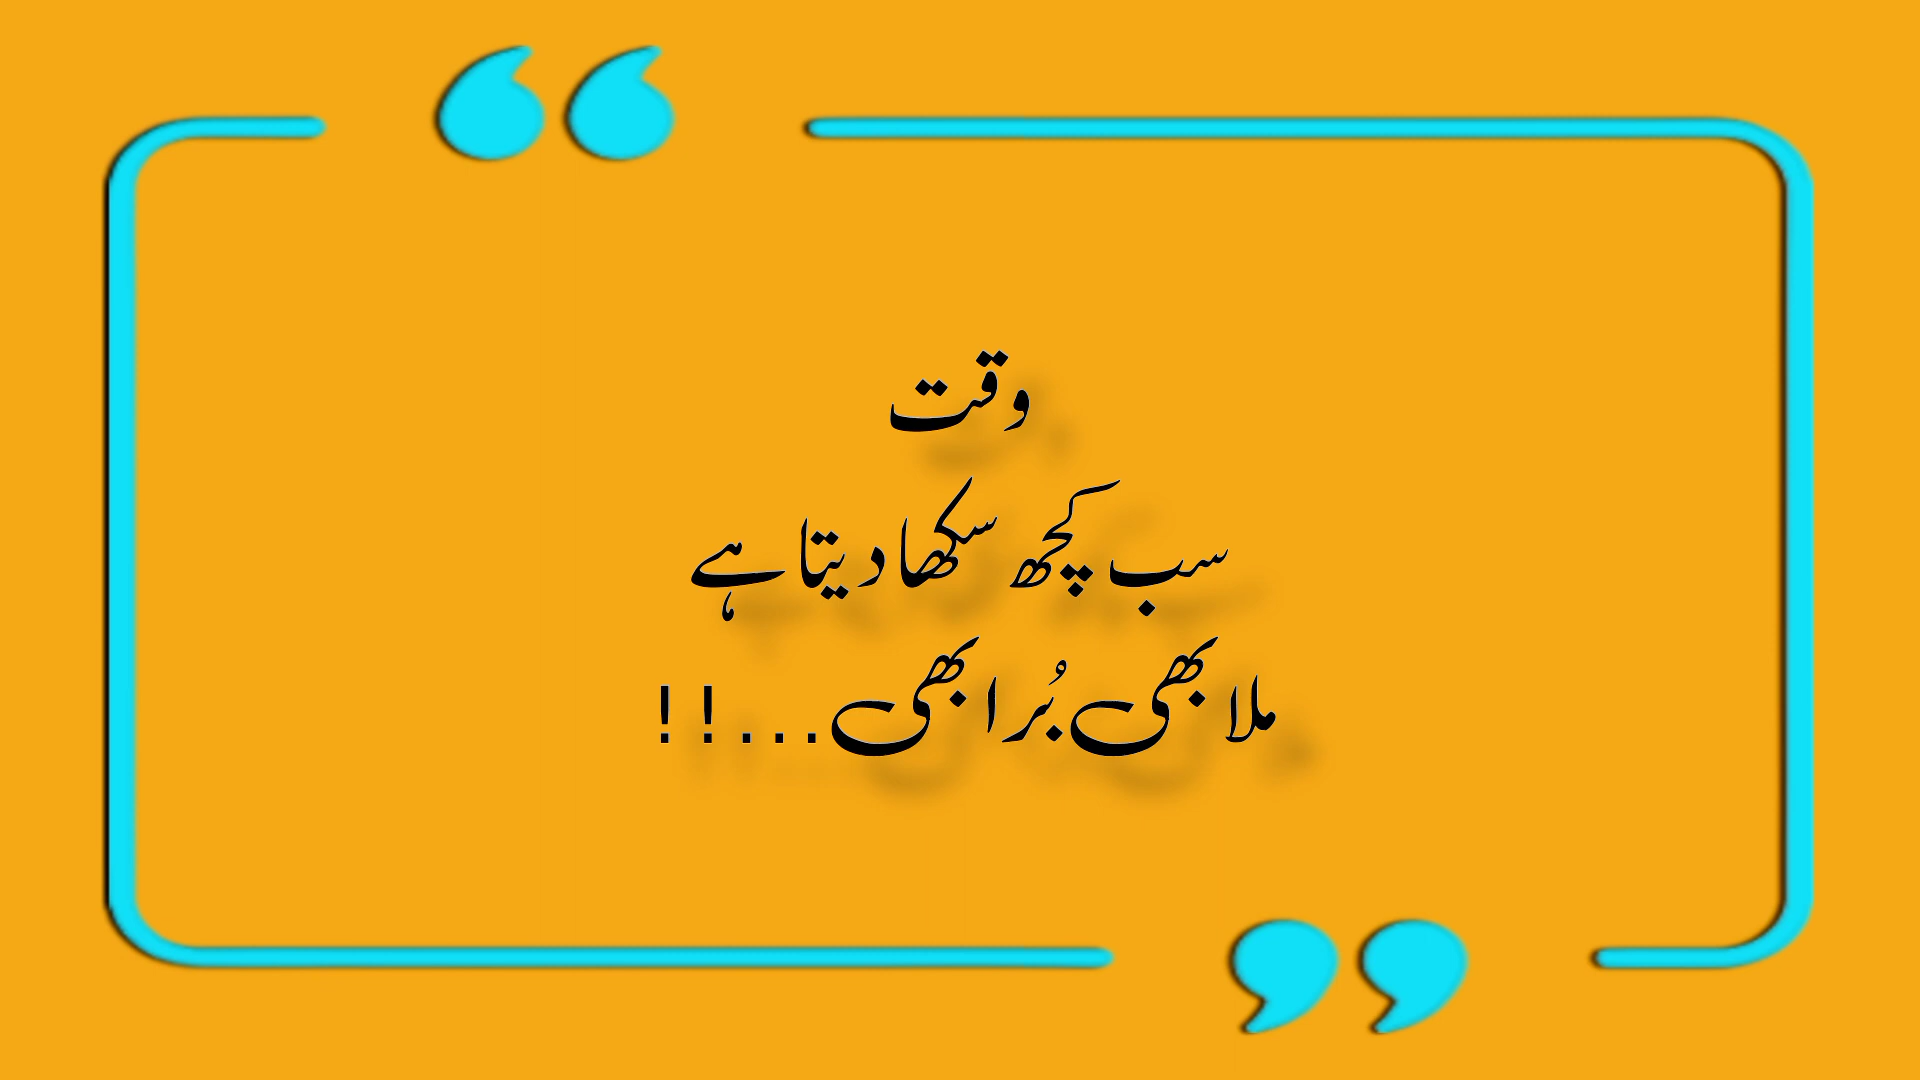 وقت
سب کچھ سکھا دیتا ہے
ملا بھی بُرا بھی...!!